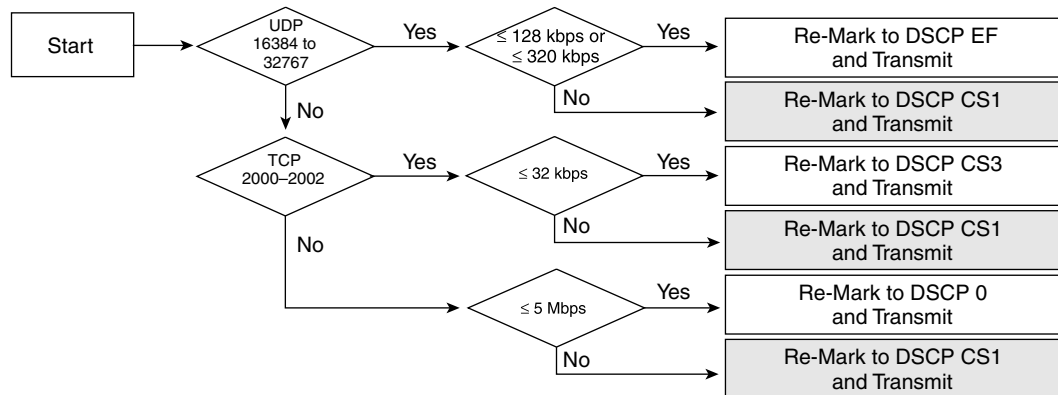 Start
UDP
16384 to
32767
Yes
≤ 128 kbps or
≤ 320 kbps
Yes
Re-Mark to DSCP EF
and Transmit
No
Re-Mark to DSCP CS1
and Transmit
No
TCP
2000–2002
Yes
≤ 32 kbps
Yes
Re-Mark to DSCP CS3
and Transmit
No
Re-Mark to DSCP CS1
and Transmit
No
≤ 5 Mbps
Yes
Re-Mark to DSCP 0
and Transmit
No
Re-Mark to DSCP CS1
and Transmit